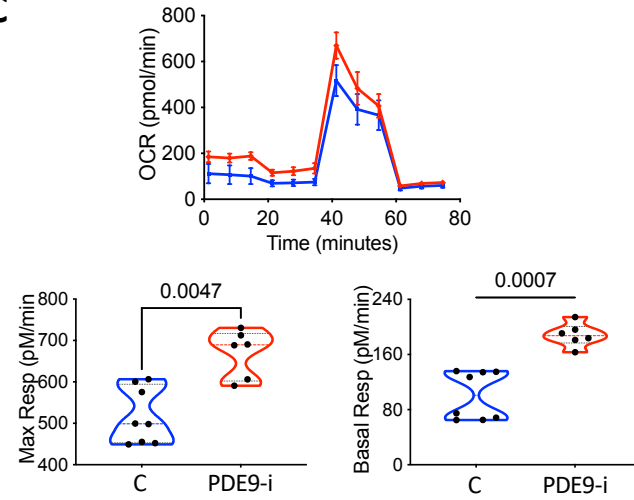 C
800
600
400
200
0
OCR (pmol/min)
0 20 40 60 80
Time (minutes)
0.0047
800
700
600
500
400
Max Resp (pM/min
C PDE9-i
0.0007
240
160
80
0
Basal Resp (pM/min)
C PDE9-i